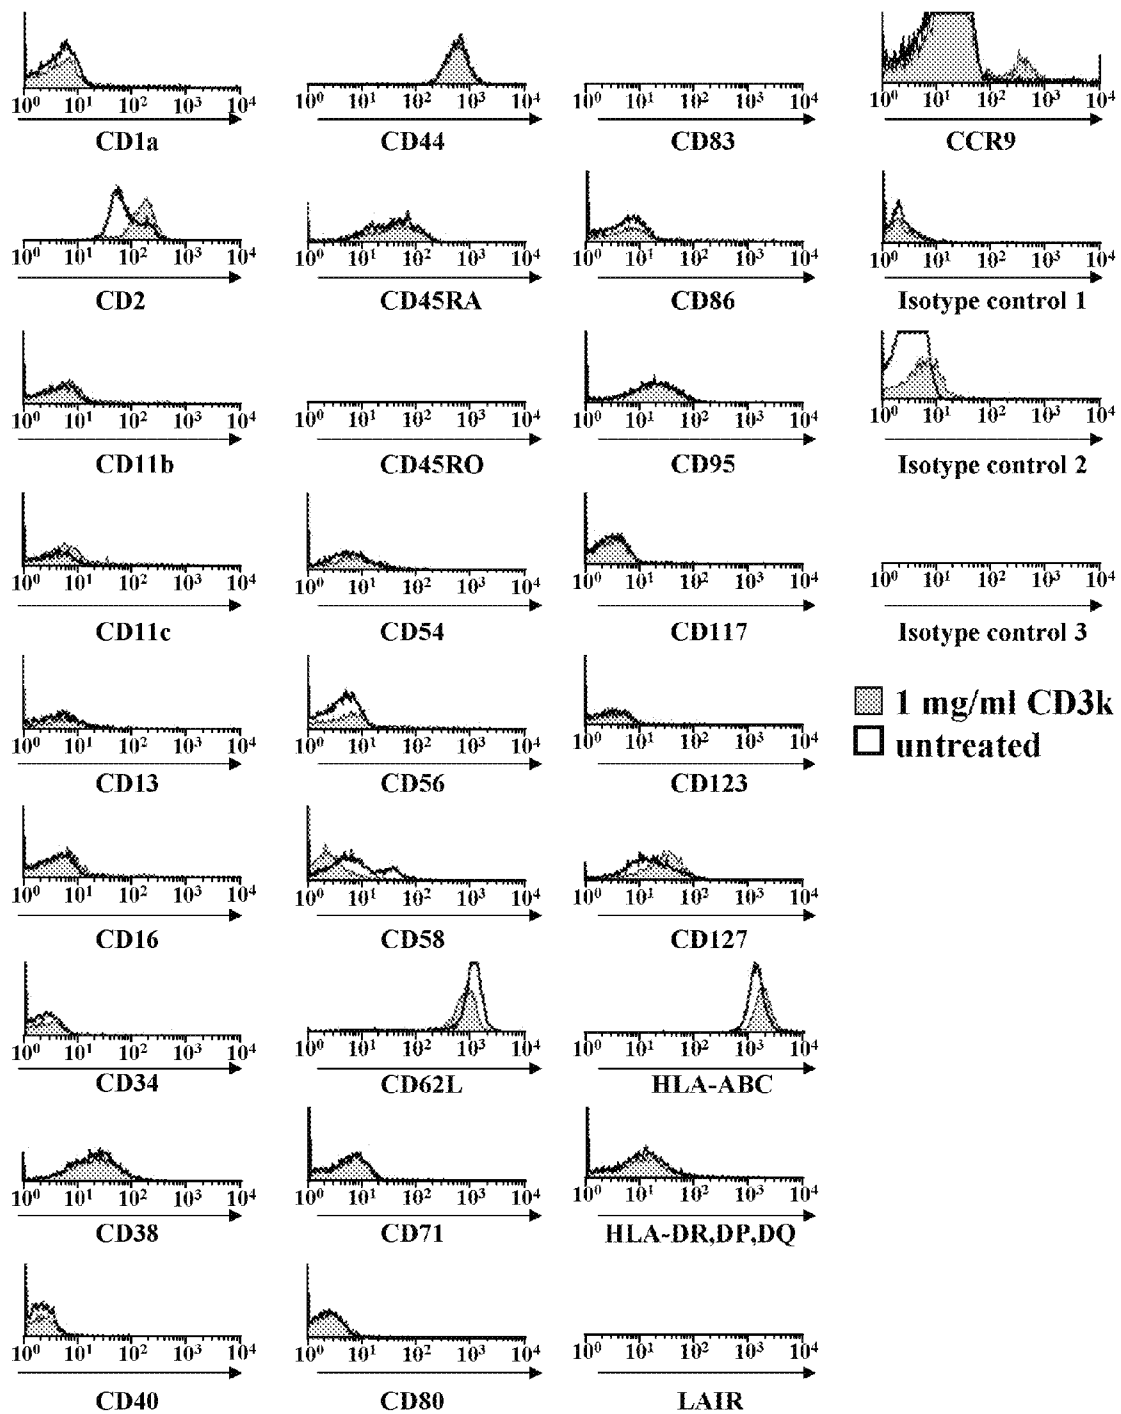 10⁰ 10¹ 10² 10³ 10⁴ 10⁰ 10¹ 10² 10³ 10⁴ 10⁰ 10¹ 10² 10³ 10⁴ 10⁰ 10¹ 10² 10³ 10⁴
CD1a CD44 CD83 CCR9
10⁰ 10¹ 10² 10³ 10⁴ 10⁰ 10¹ 10² 10³ 10⁴ 10⁰ 10¹ 10² 10³ 10⁴ 10⁰ 10¹ 10² 10³ 10⁴
CD2 CD45RA CD86 Isotype control 1
10⁰ 10¹ 10² 10³ 10⁴ 10⁰ 10¹ 10² 10³ 10⁴ 10⁰ 10¹ 10² 10³ 10⁴ 10⁰ 10¹ 10² 10³ 10⁴
CD11b CD45RO CD95 Isotype control 2
10⁰ 10¹ 10² 10³ 10⁴ 10⁰ 10¹ 10² 10³ 10⁴ 10⁰ 10¹ 10² 10³ 10⁴ 10⁰ 10¹ 10² 10³ 10⁴
CD11c CD54 CD117 Isotype control 3
1 mg/ml CD3k
untreated
10⁰ 10¹ 10² 10³ 10⁴ 10⁰ 10¹ 10² 10³ 10⁴ 10⁰ 10¹ 10² 10³ 10⁴
CD13 CD56 CD123
10⁰ 10¹ 10² 10³ 10⁴ 10⁰ 10¹ 10² 10³ 10⁴ 10⁰ 10¹ 10² 10³ 10⁴
CD16 CD58 CD127
10⁰ 10¹ 10² 10³ 10⁴ 10⁰ 10¹ 10² 10³ 10⁴ 10⁰ 10¹ 10² 10³ 10⁴
CD34 CD62L HLA-ABC
10⁰ 10¹ 10² 10³ 10⁴ 10⁰ 10¹ 10² 10³ 10⁴ 10⁰ 10¹ 10² 10³ 10⁴
CD38 CD71 HLA-DR,DP,DQ
10⁰ 10¹ 10² 10³ 10⁴ 10⁰ 10¹ 10² 10³ 10⁴ 10⁰ 10¹ 10² 10³ 10⁴
CD40 CD80 LAIR